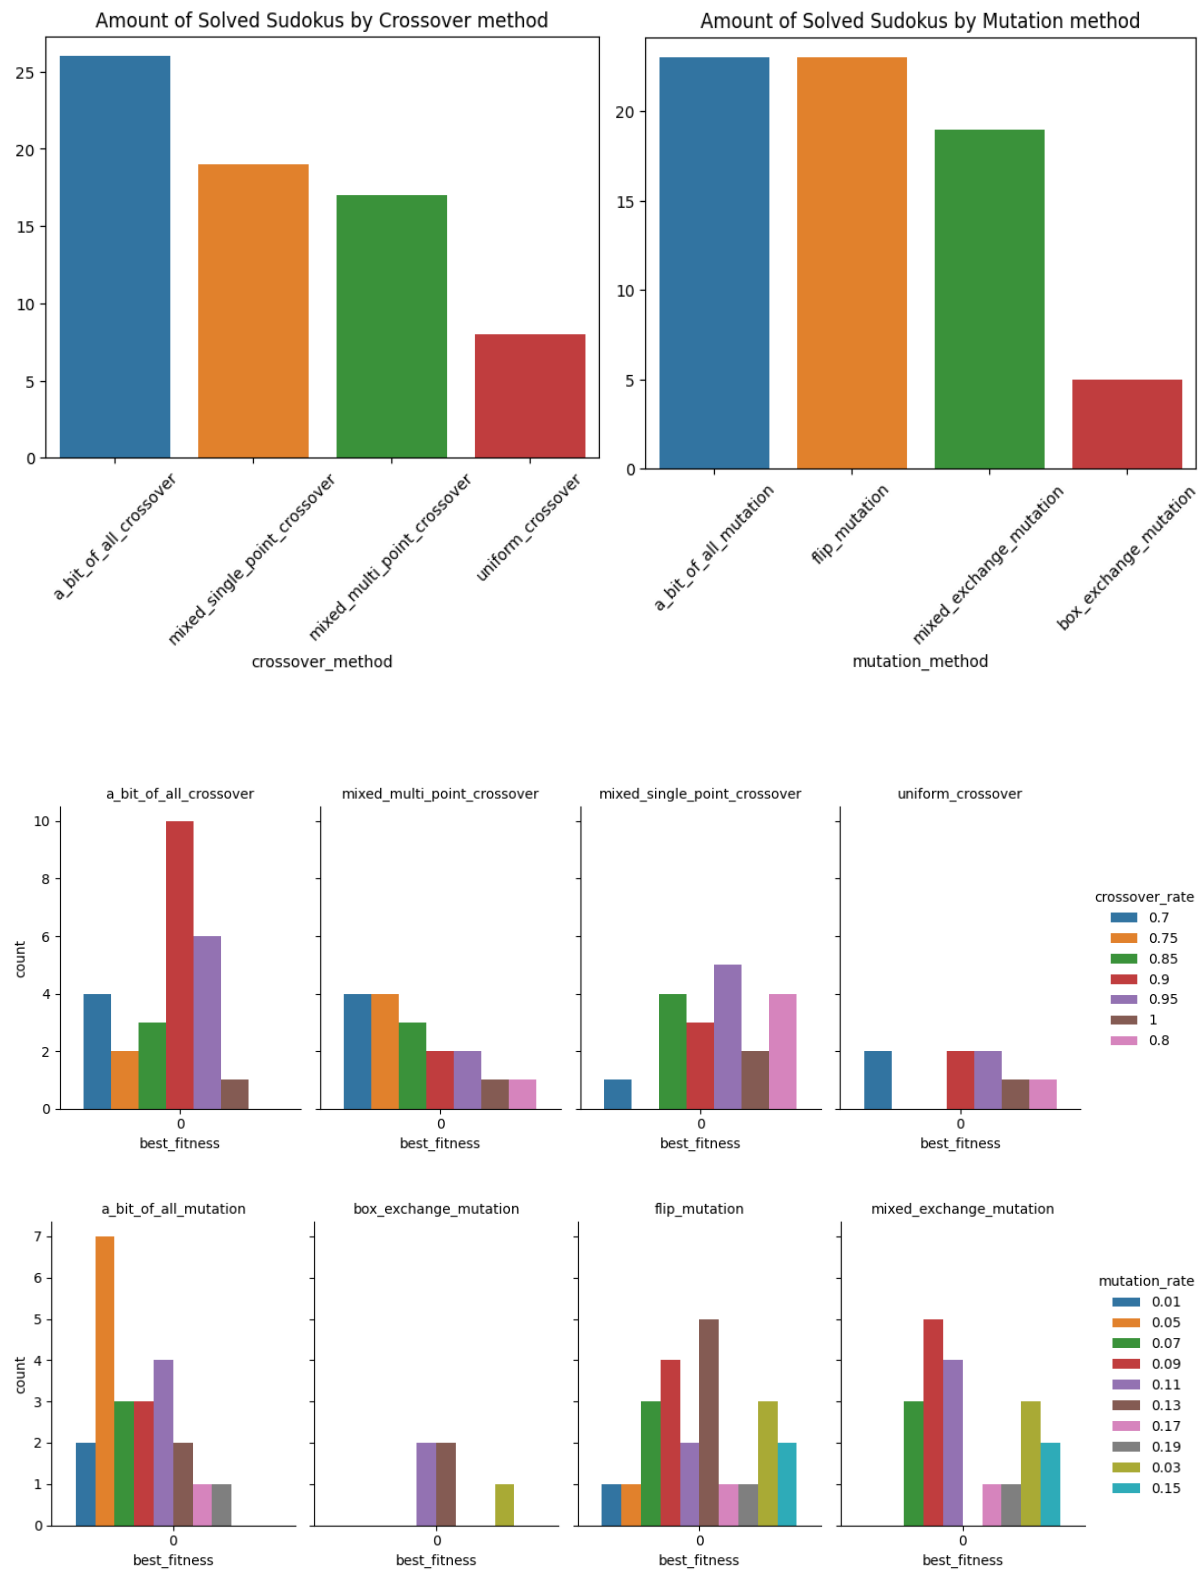 Amount of Solved Sudokus by Crossover method
25
20
15
10
5
0
a_bit_of_all_crossover
mixed_single_point_crossover
mixed_multi_point_crossover
uniform_crossover
crossover_method
Amount of Solved Sudokus by Mutation method
20
15
10
5
0
a_bit_of_all_mutation
flip_mutation
mixed_exchange_mutation
box_exchange_mutation
mutation_method
a_bit_of_all_crossover
mixed_multi_point_crossover
mixed_single_point_crossover
uniform_crossover
count
10
8
6
4
2
0
0
0
0
0
best_fitness
best_fitness
best_fitness
best_fitness
crossover_rate
0.7
0.75
0.85
0.9
0.95
1
0.8
a_bit_of_all_mutation
box_exchange_mutation
flip_mutation
mixed_exchange_mutation
count
7
6
5
4
3
2
1
0
0
0
0
0
best_fitness
best_fitness
best_fitness
best_fitness
mutation_rate
0.01
0.05
0.07
0.09
0.11
0.13
0.17
0.19
0.03
0.15